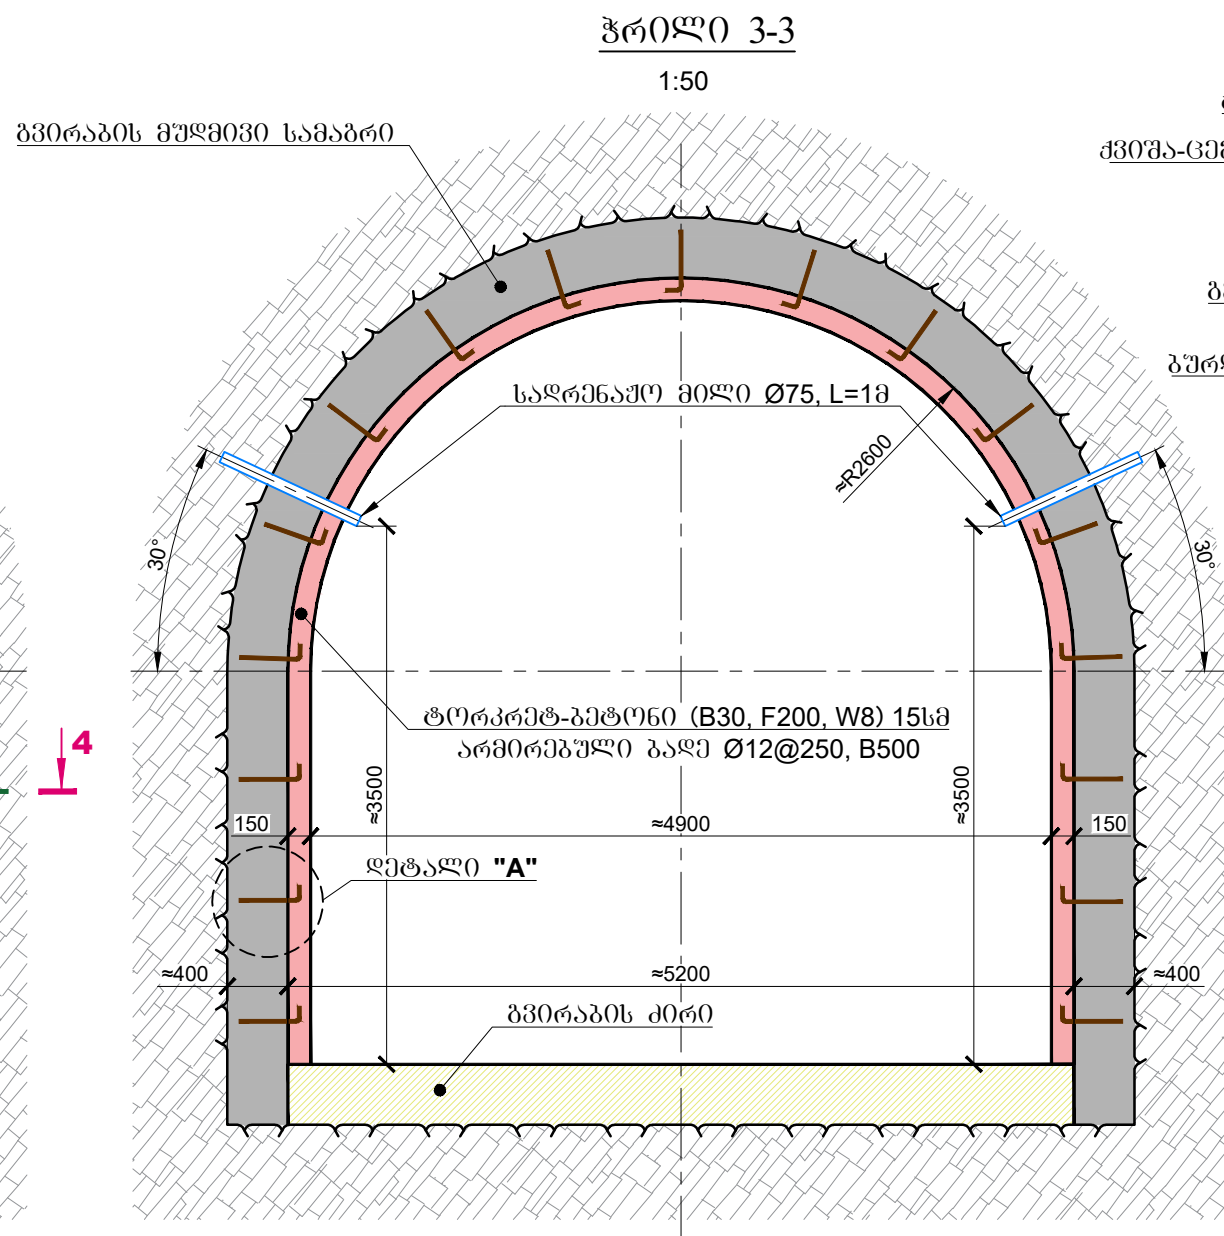 ჭრილი 3-3
1:50
გვირაბის მუდმივი სამაგრი
ქვიშა-ცემ
სადრენაჟო მილი Ø75, L=1მ
≈R2600
30°
30°
ტორკრეტ-ბეტონი (B30, F200, W8) 15სმ
არმირებული ბადე Ø12@250, B500
4
≈3500
≈3500
150
≈4900
150
დეტალი "A"
≈400
≈5200
≈400
გვირაბის ძირი